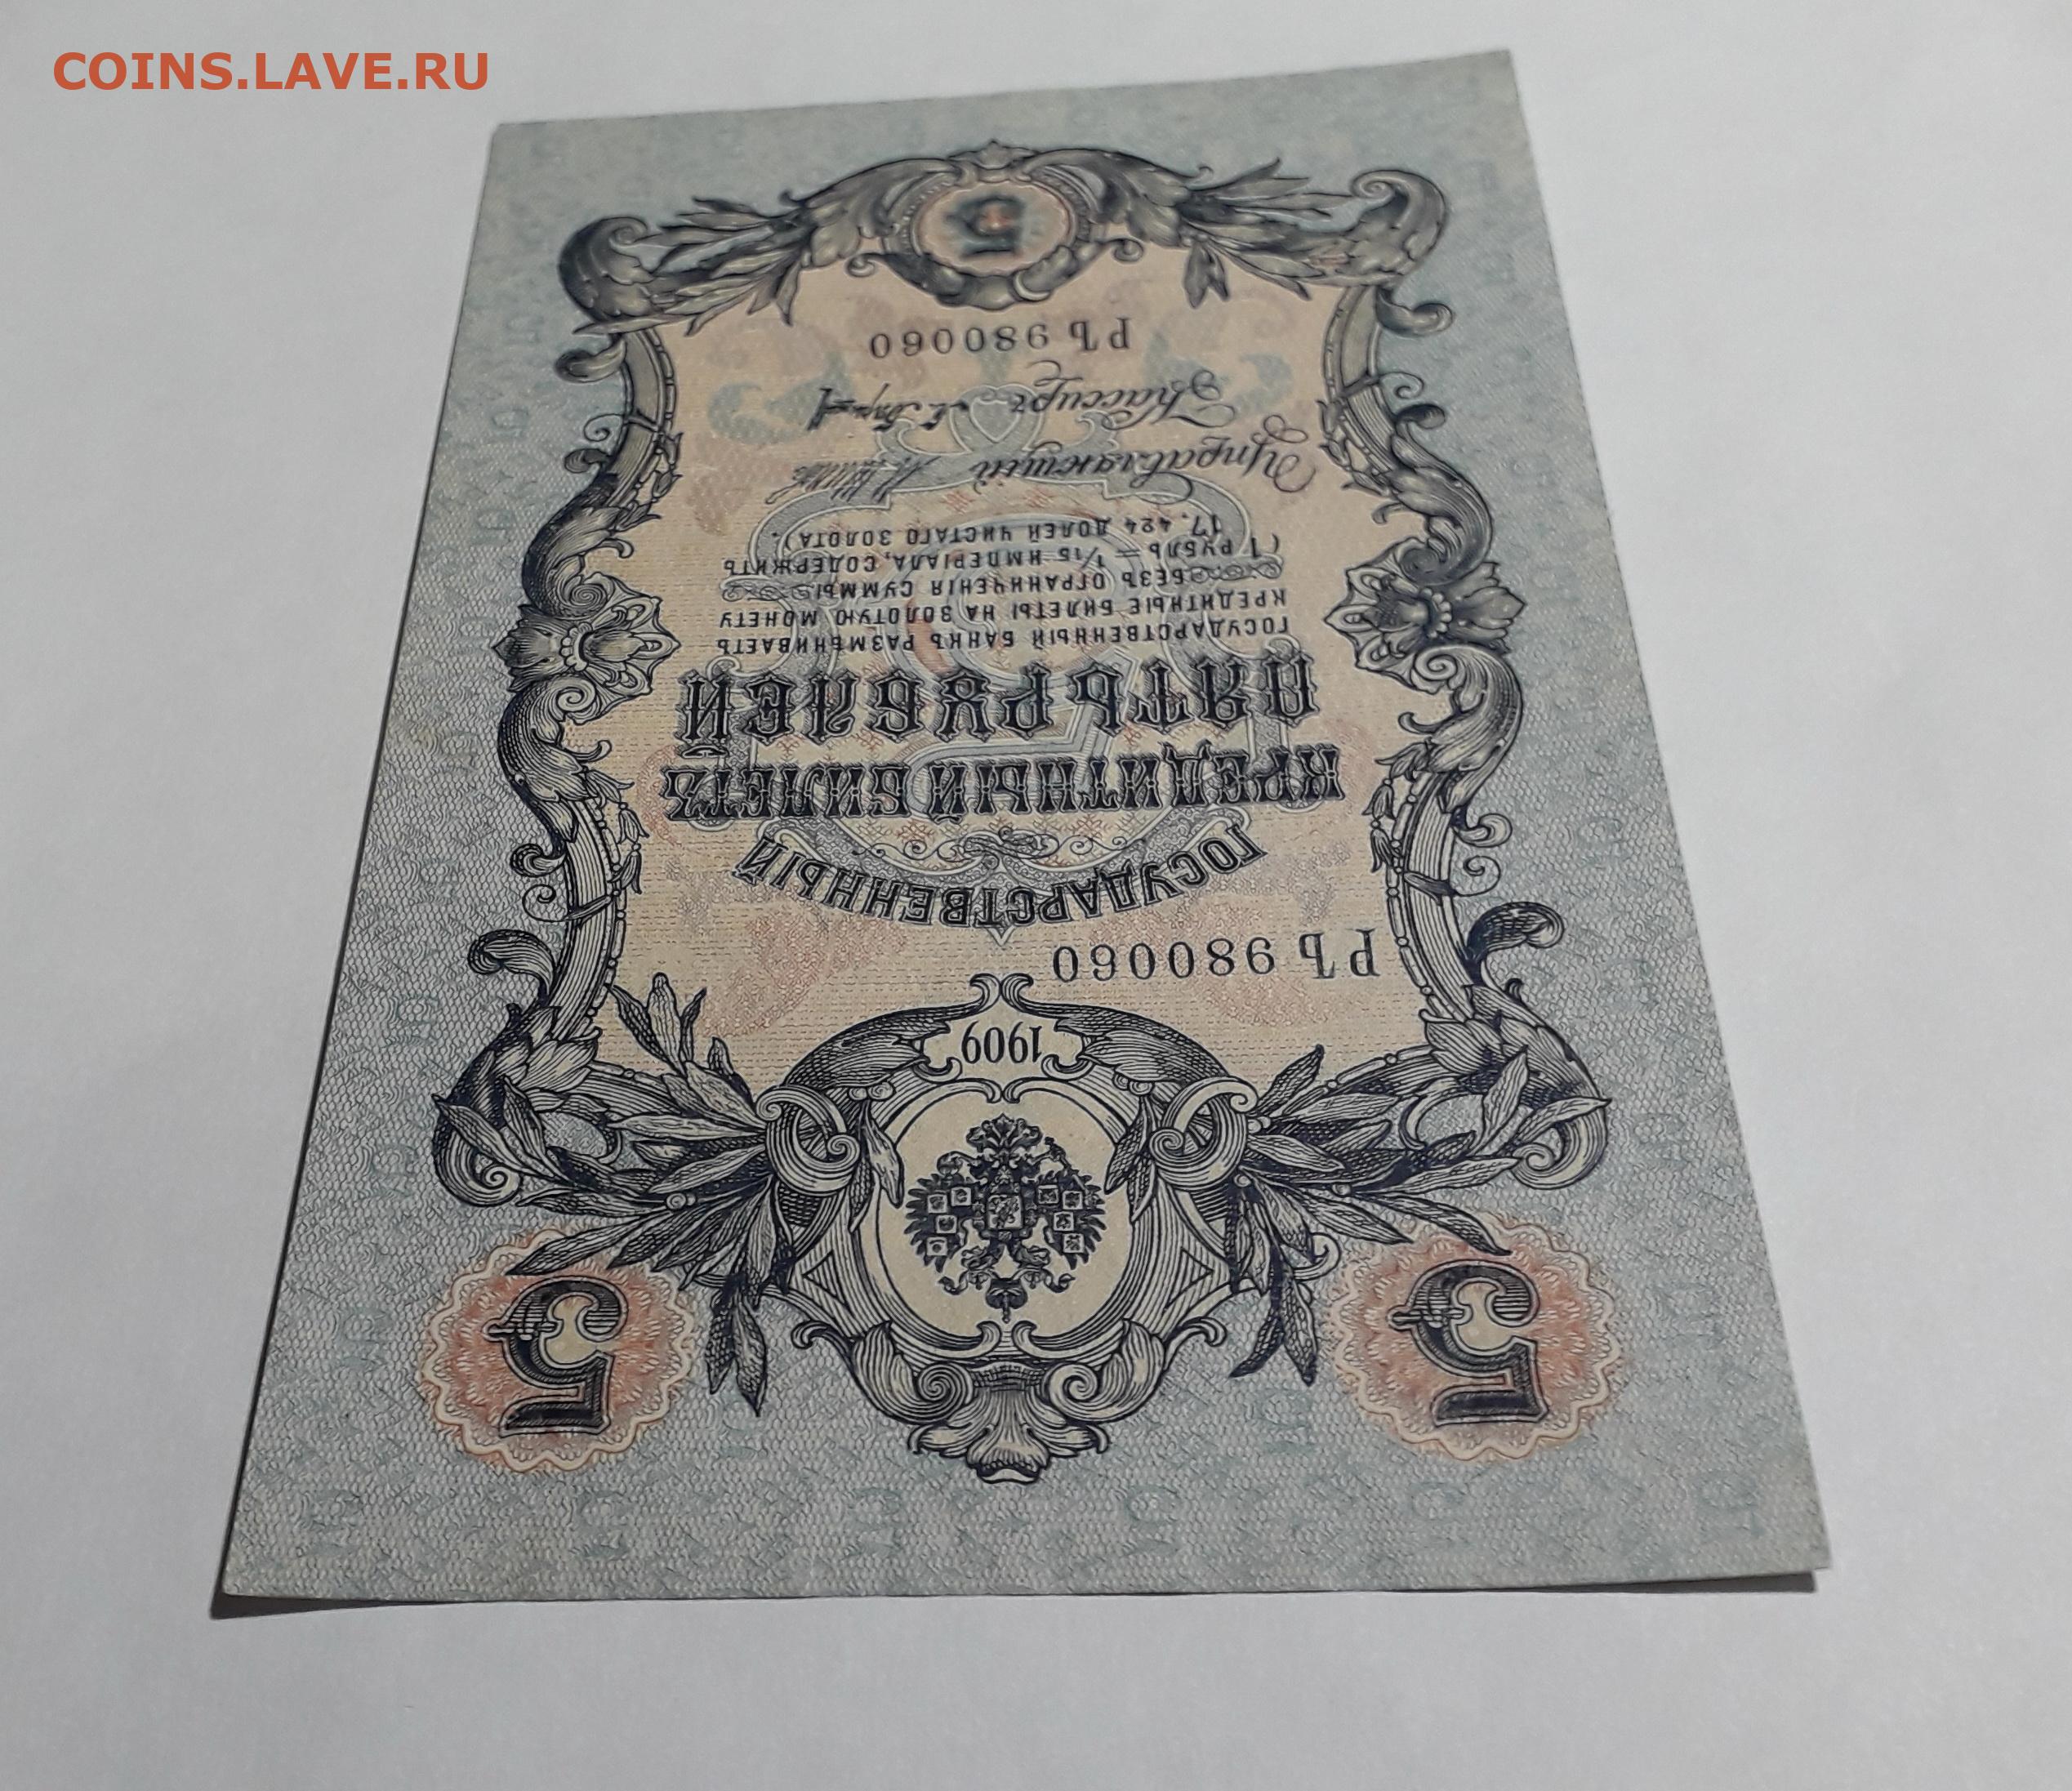 COINS.LAVE.RU
5 5
1909
РЪ 980060
ГОСУДАРСТВЕННЫЙ
КРЕДИТНЫЙ БИЛЕТЪ
ПЯТЬ РУБЛЕЙ
ГОСУДАРСТВЕННЫЙ БАНКЪ РАЗМѢНИВАЕТЪ
КРЕДИТНЫЕ БИЛЕТЫ НА ЗОЛОТУЮ МОНЕТУ
БЕЗЪ ОГРАНИЧЕНІЯ СУММЫ
(1 РУБЛЬ = 1/15 ИМПЕРІАЛА, СОДЕРЖИТЪ
17,424 ДОЛЕЙ ЧИСТАГО ЗОЛОТА).
Управляющій
Кассиръ
РЪ 980060
5